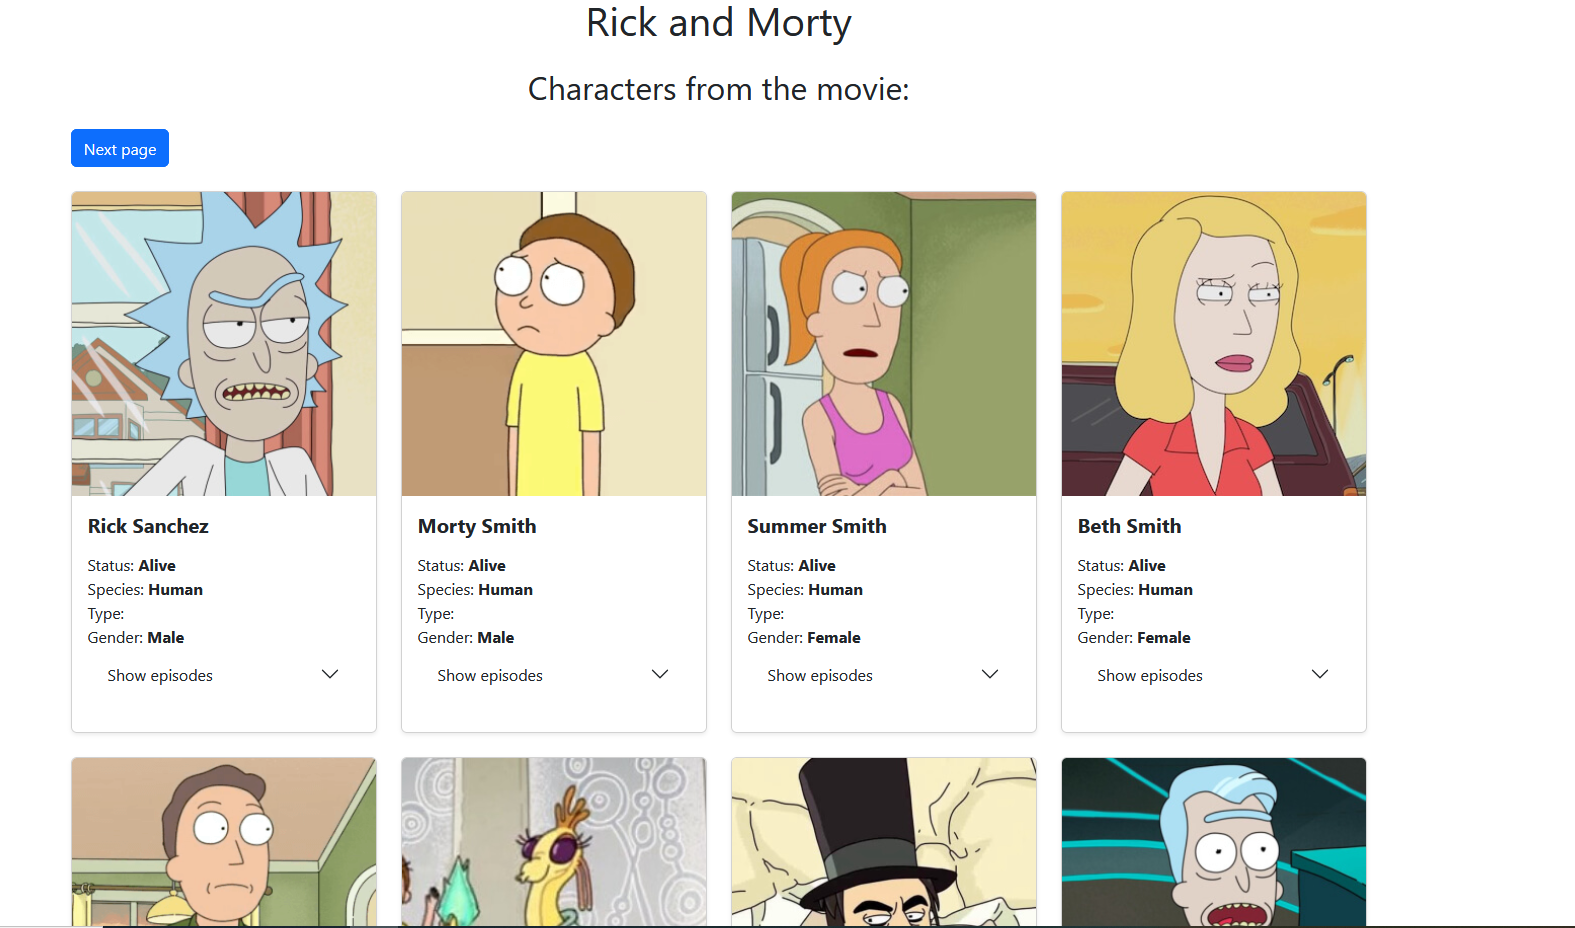 Rick and Morty
Characters from the movie:
Next page
Rick Sanchez
Status: Alive
Species: Human
Type:
Gender: Male
Show episodes
Morty Smith
Status: Alive
Species: Human
Type:
Gender: Male
Show episodes
Summer Smith
Status: Alive
Species: Human
Type:
Gender: Female
Show episodes
Beth Smith
Status: Alive
Species: Human
Type:
Gender: Female
Show episodes